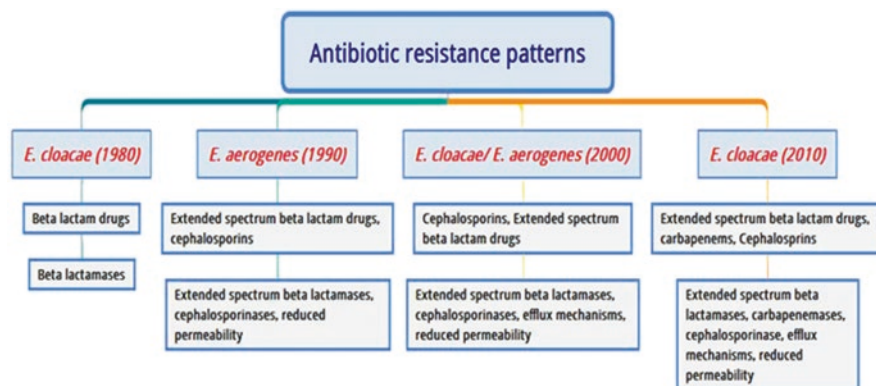 Antibiotic resistance patterns
E. cloacae (1980)
E. aerogenes (1990)
E. cloacae/ E. aerogenes (2000)
E. cloacae (2010)
Beta lactam drugs
Extended spectrum beta lactam drugs,
cephalosporins
Cephalosporins, Extended spectrum
beta lactam drugs
Extended spectrum beta lactam drugs,
carbapenems, Cephalosprins
Beta lactamases
Extended spectrum beta lactamases,
cephalosporinases, reduced
permeability
Extended spectrum beta lactamases,
cephalosporinases, efflux mechanisms,
reduced permeability
Extended spectrum beta
lactamases, carbapenemases,
cephalosporinase, efflux
mechanisms, reduced
permeability